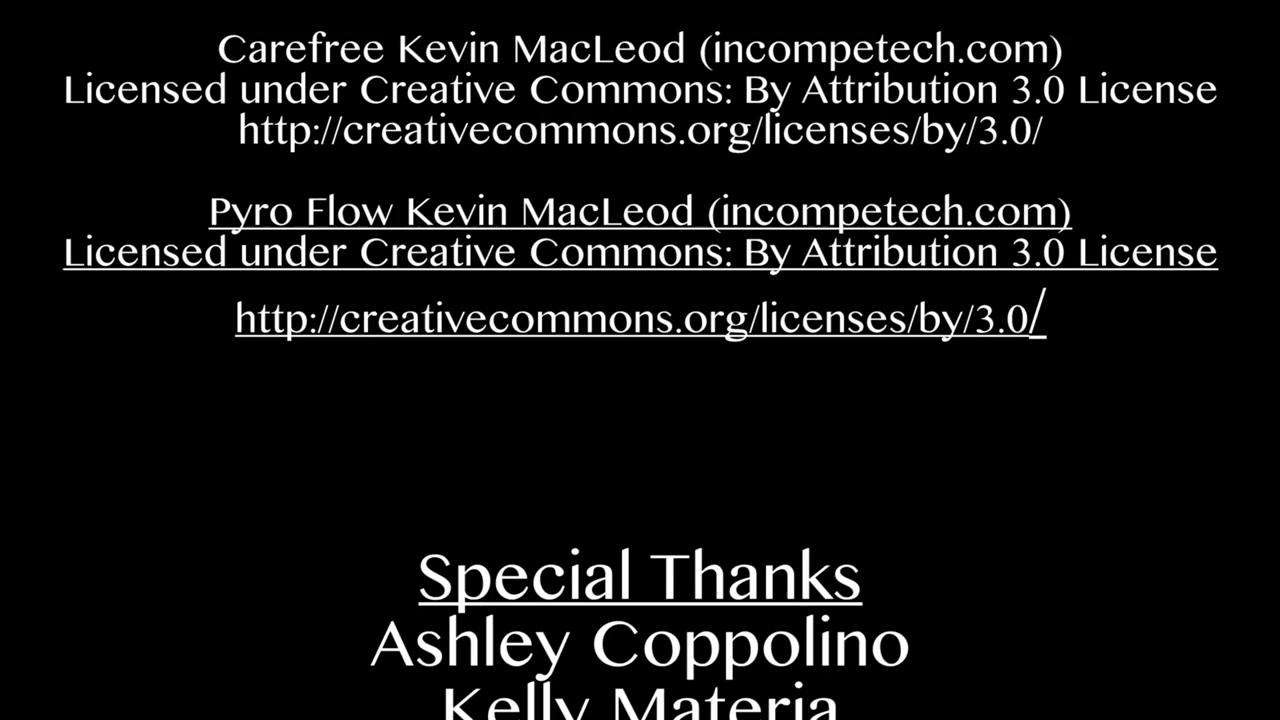 Carefree Kevin MacLeod (incompetech.com)
Licensed under Creative Commons: By Attribution 3.0 License
http://creativecommons.org/licenses/by/3.0/
Pyro Flow Kevin MacLeod (incompetech.com)
Licensed under Creative Commons: By Attribution 3.0 License
http://creativecommons.org/licenses/by/3.0/
Special Thanks
Ashley Coppolino
Kelly Materia